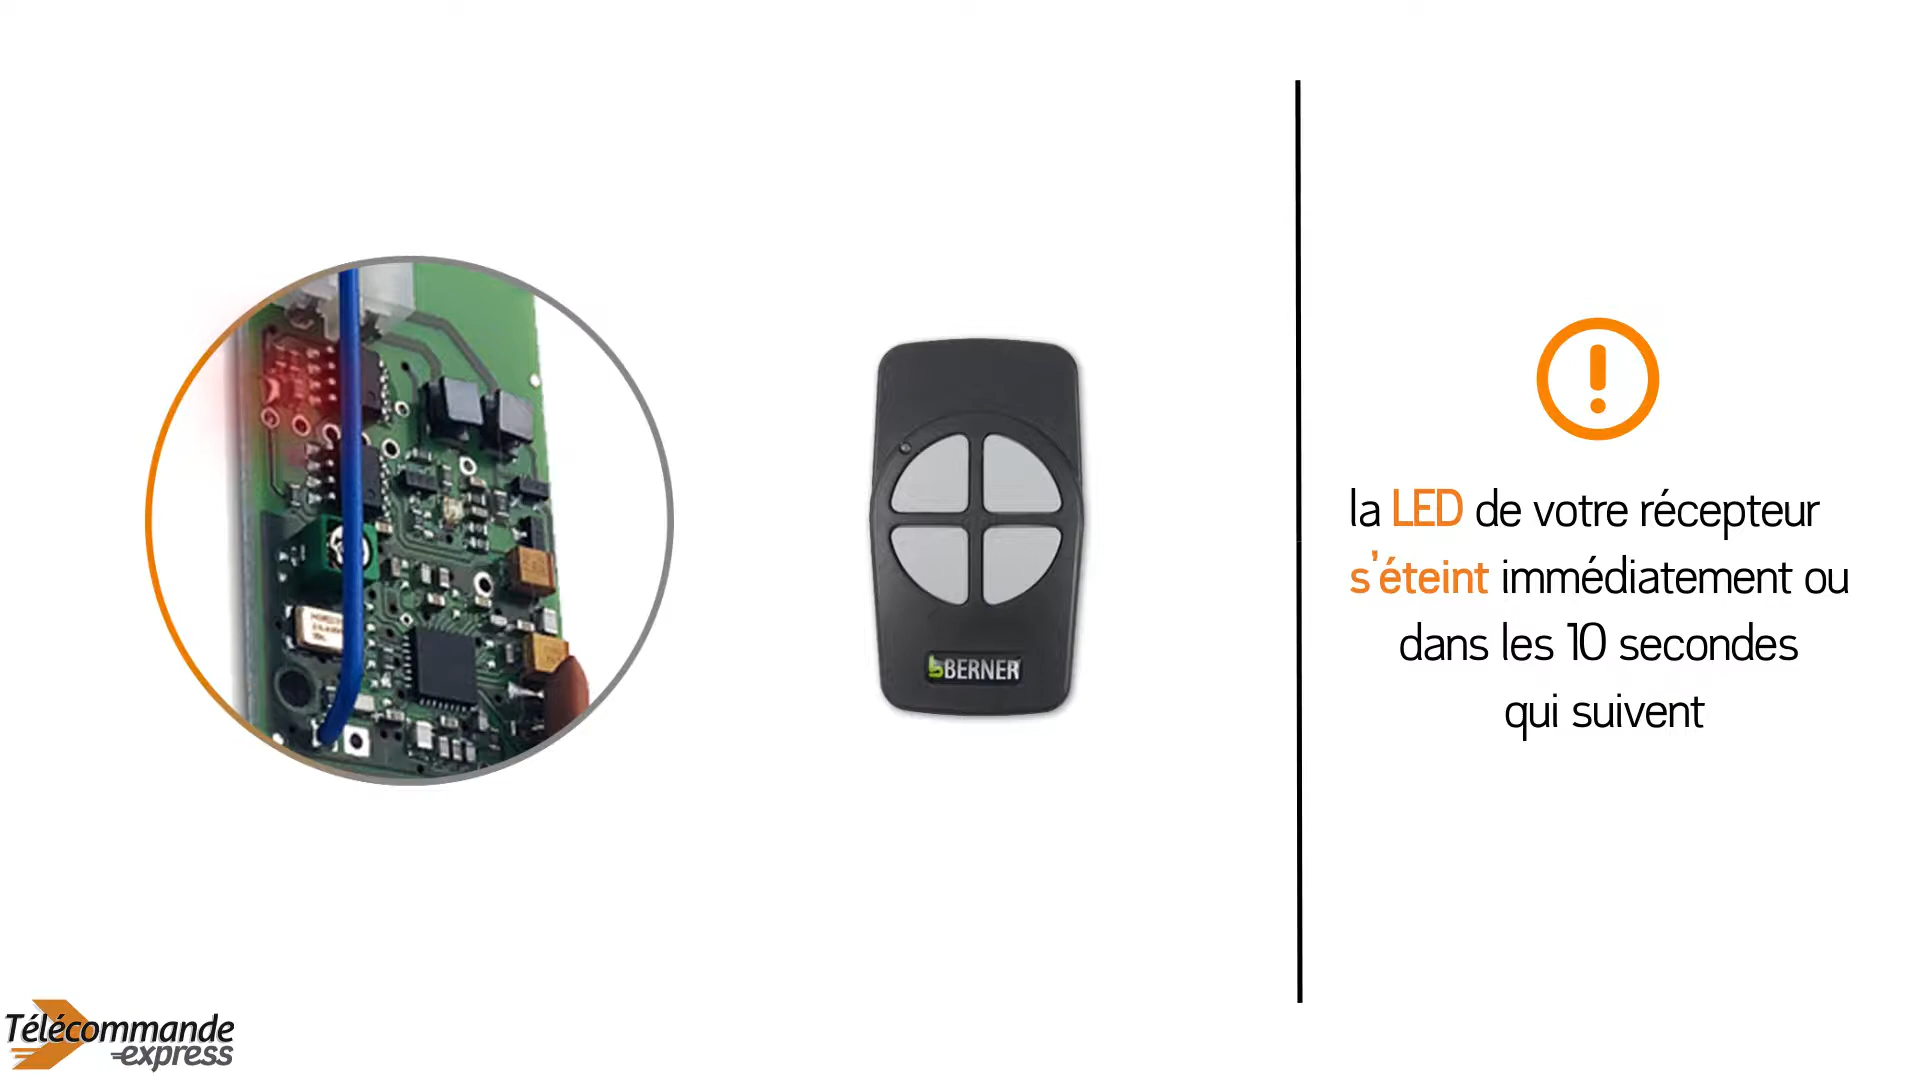 BERNER
la LED de votre récepteur
s'éteint immédiatement ou
dans les 10 secondes
qui suivent
Télécommande
express